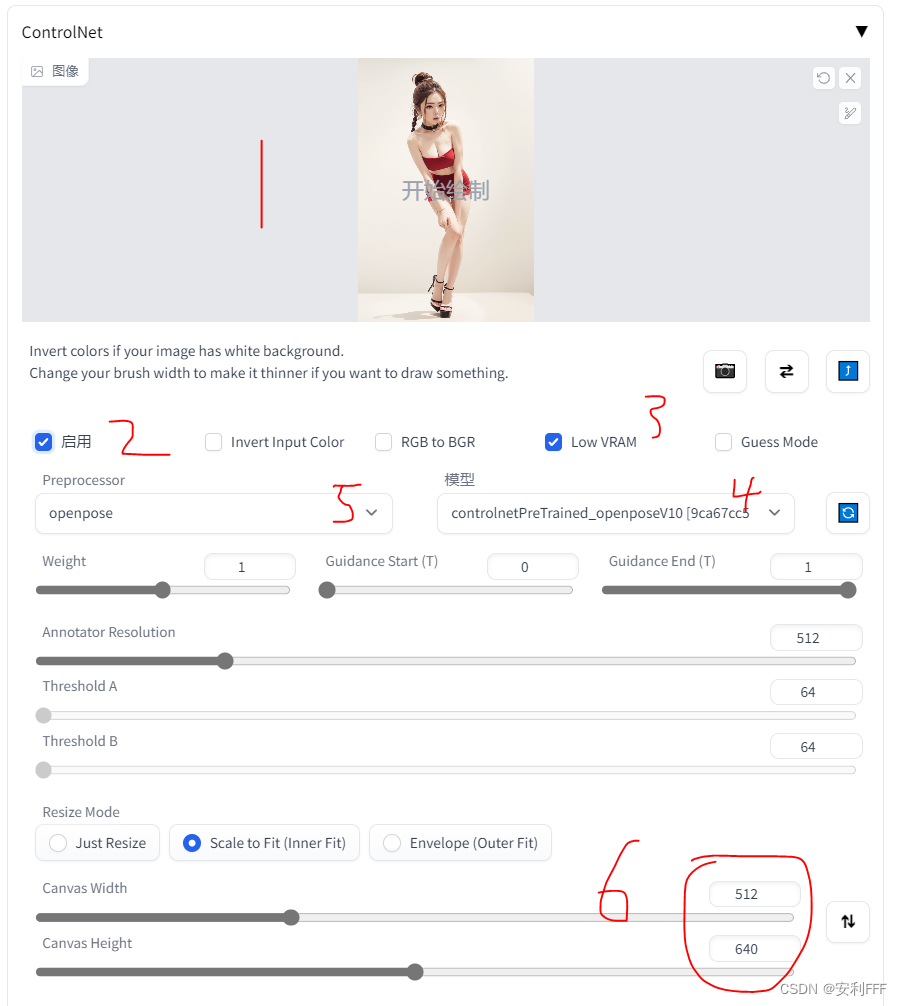 ControlNet
图像
开始绘制
1
Invert colors if your image has white background.
Change your brush width to make it thinner if you want to draw something.
启用 2 Invert Input Color RGB to BGR Low VRAM 3 Guess Mode
Preprocessor 模型
openpose 5 controlnetPreTrained_openposeV10 [9ca67cc5 4
Weight 1 Guidance Start (T) 0 Guidance End (T) 1
Annotator Resolution 512
Threshold A 64
Threshold B 64
Resize Mode
Just Resize Scale to Fit (Inner Fit) Envelope (Outer Fit)
Canvas Width 6 512
Canvas Height 640
CSDN @安利FFF